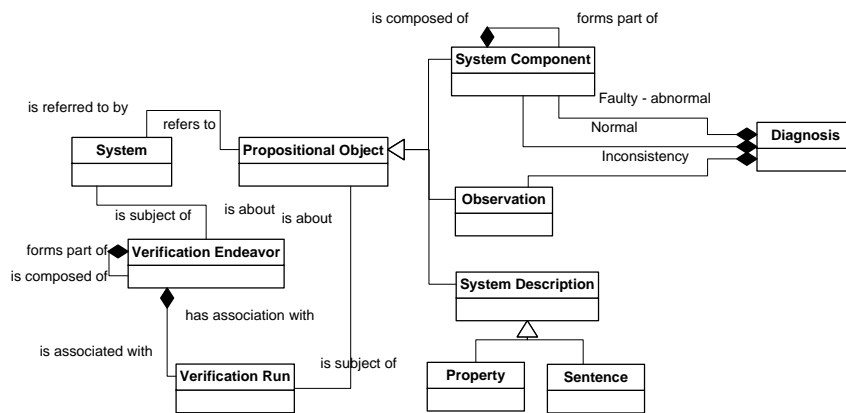 is composed of
forms part of
System Component
is referred to by
refers to
Faulty - abnormal
Normal
Diagnosis
System
Propositional Object
Inconsistency
Observation
is subject of
is about
is about
forms part of
Verification Endeavor
is composed of
System Description
has association with
is associated with
is subject of
Verification Run
Property
Sentence